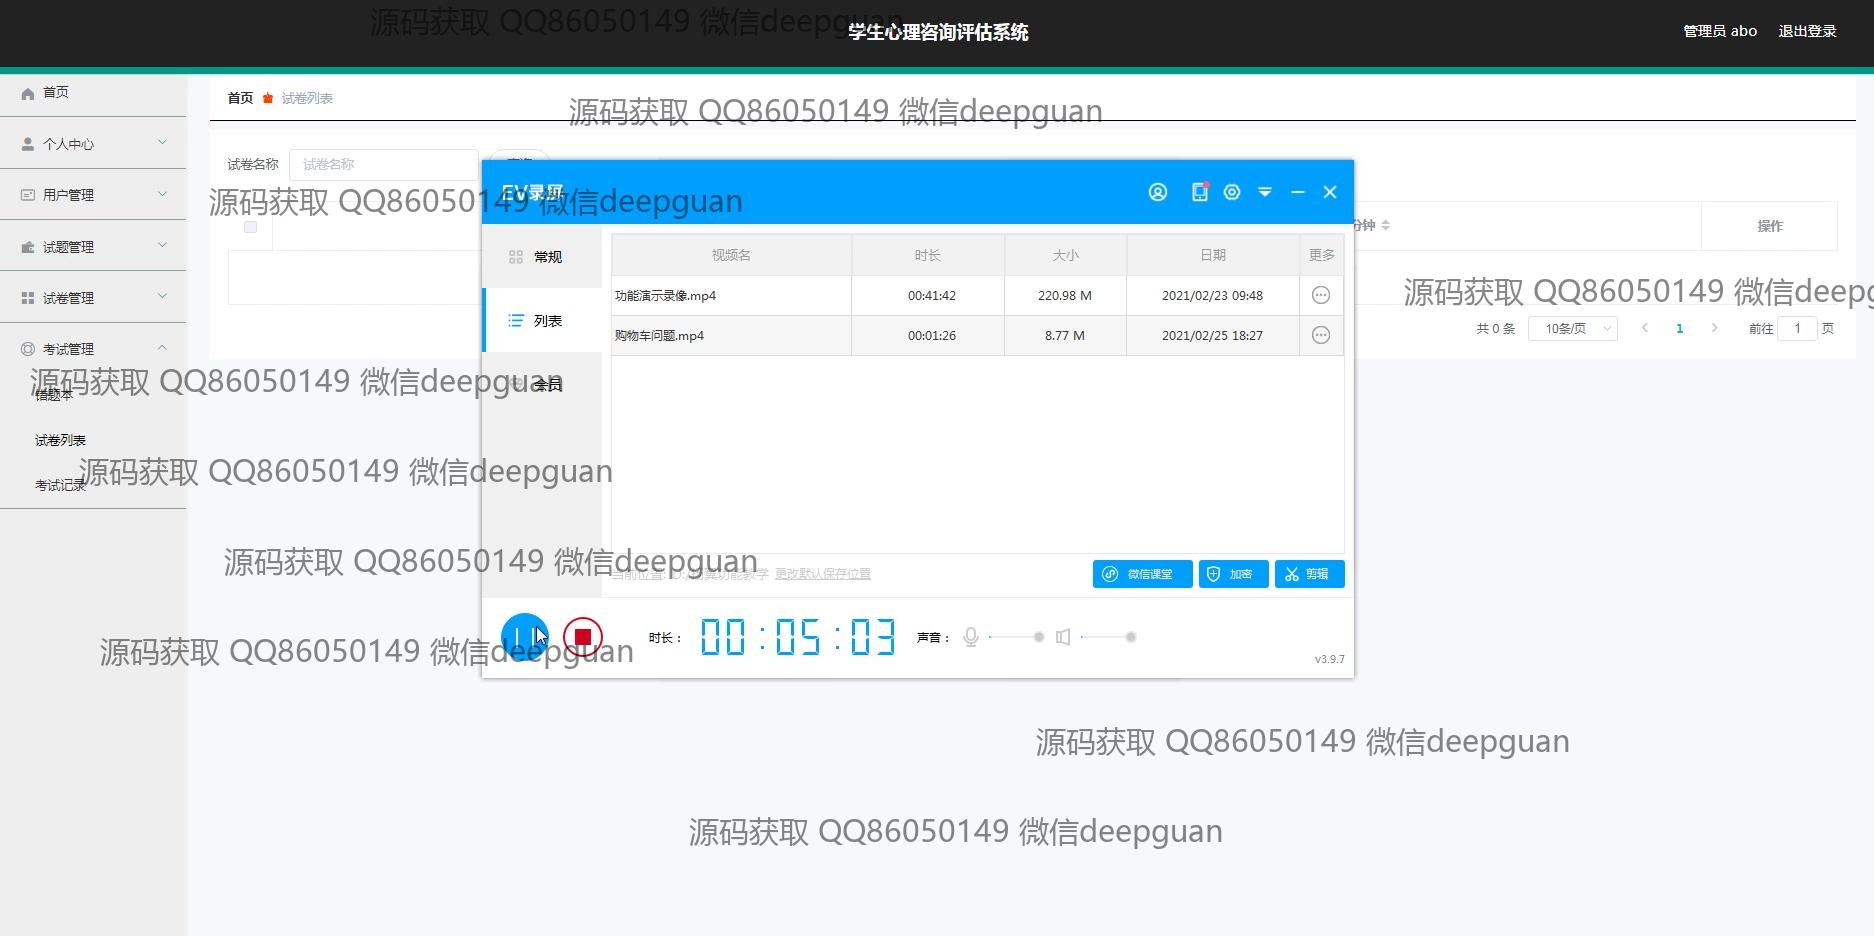 源码获取 QQ86050149 微信deepguan
学生心理咨询评估系统
管理员 abo
退出登录
首页
试卷列表
源码获取 QQ86050149 微信deepguan
个人中心
试卷名称
试卷名称
用户管理
EV录屏
源码获取 QQ86050149 微信deepguan
分钟
操作
试题管理
常规
视频名
时长
大小
日期
更多
试卷管理
功能演示录像.mp4
00:41:42
220.98 M
2021/02/23 09:48
源码获取 QQ86050149 微信deepg
列表
购物车问题.mp4
00:01:26
8.77 M
2021/02/25 18:27
共 0 条
10条/页
1
前往
1
页
考试管理
源码获取 QQ86050149 微信deepguan
会员
错题本
试卷列表
源码获取 QQ86050149 微信deepguan
考试记录
源码获取 QQ86050149 微信deepguan
更改默认保存位置
微信课堂
加密
剪辑
时长：
00:05:03
声音：
源码获取 QQ86050149 微信deepguan
v3.9.7
源码获取 QQ86050149 微信deepguan
源码获取 QQ86050149 微信deepguan